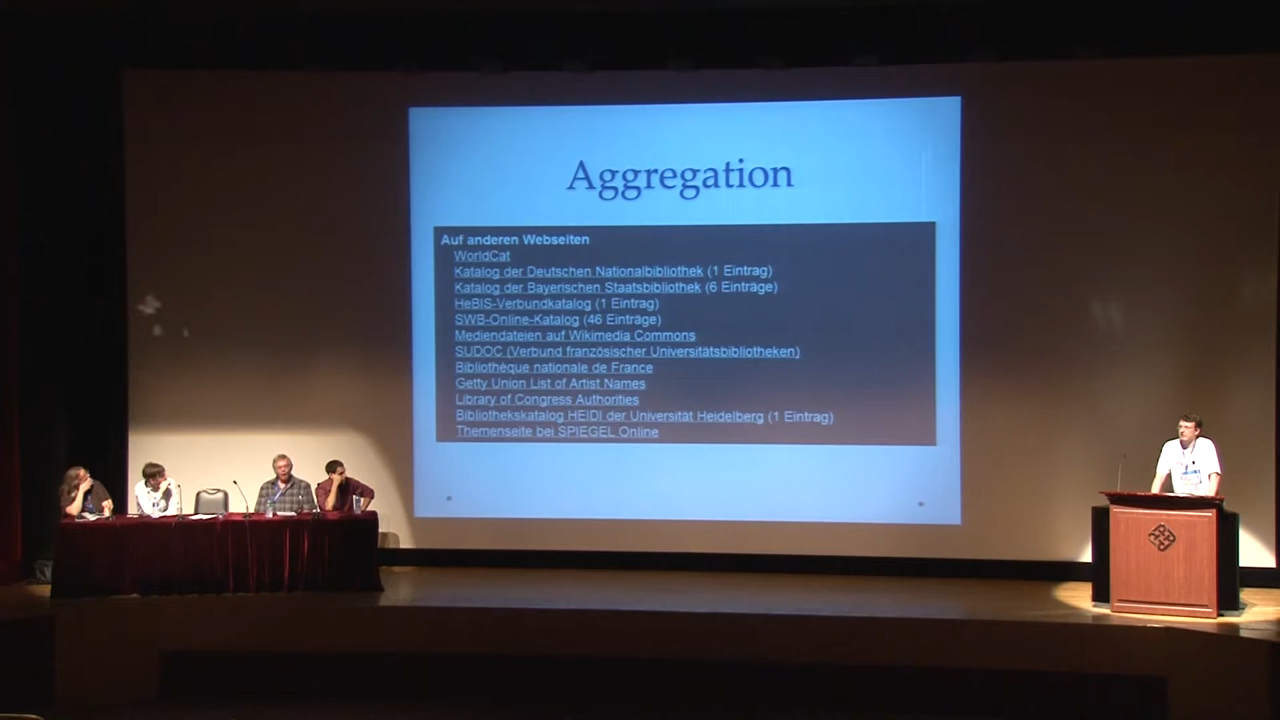 Aggregation
Auf anderen Webseiten
WorldCat
Katalog der Deutschen Nationalbibliothek (1 Eintrag)
Katalog der Bayerischen Staatsbibliothek (6 Einträge)
HeBIS-Verbundkatalog (1 Eintrag)
SWB-Online-Katalog (46 Einträge)
Mediendateien auf Wikimedia Commons
SUDOC (Verbund französischer Universitätsbibliotheken)
Bibliothèque nationale de France
Getty Union List of Artist Names
Library of Congress Authorities
Bibliothekskatalog HEIDI der Universität Heidelberg (1 Eintrag)
Themenseite bei SPIEGEL Online